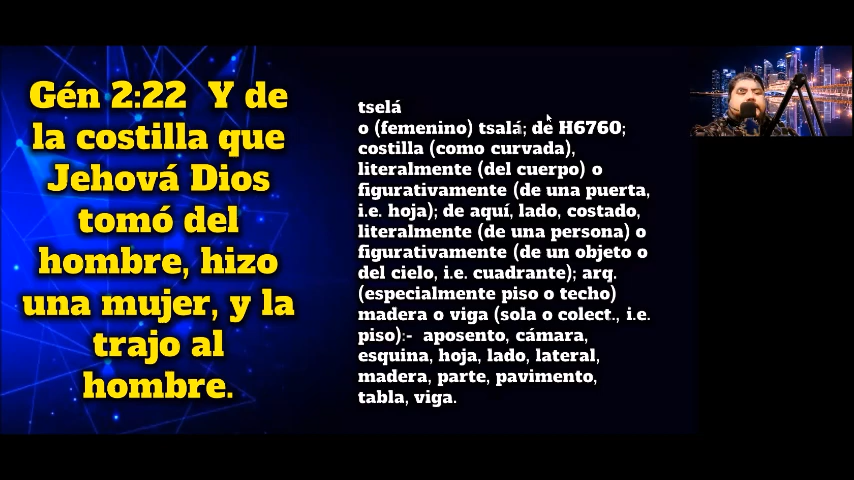 Gén 2:22 Y de
la costilla que
Jehová Dios
tomó del
hombre, hizo
una mujer, y la
trajo al
hombre.
tselá
o (femenino) tsalá; de H6760;
costilla (como curvada),
literalmente (del cuerpo) o
figurativamente (de una puerta,
i.e. hoja); de aquí, lado, costado,
literalmente (de una persona) o
figurativamente (de un objeto o
del cielo, i.e. cuadrante); arq.
(especialmente piso o techo)
madera o viga (sola o colect., i.e.
piso):- aposento, cámara,
esquina, hoja, lado, lateral,
madera, parte, pavimento,
tabla, viga.